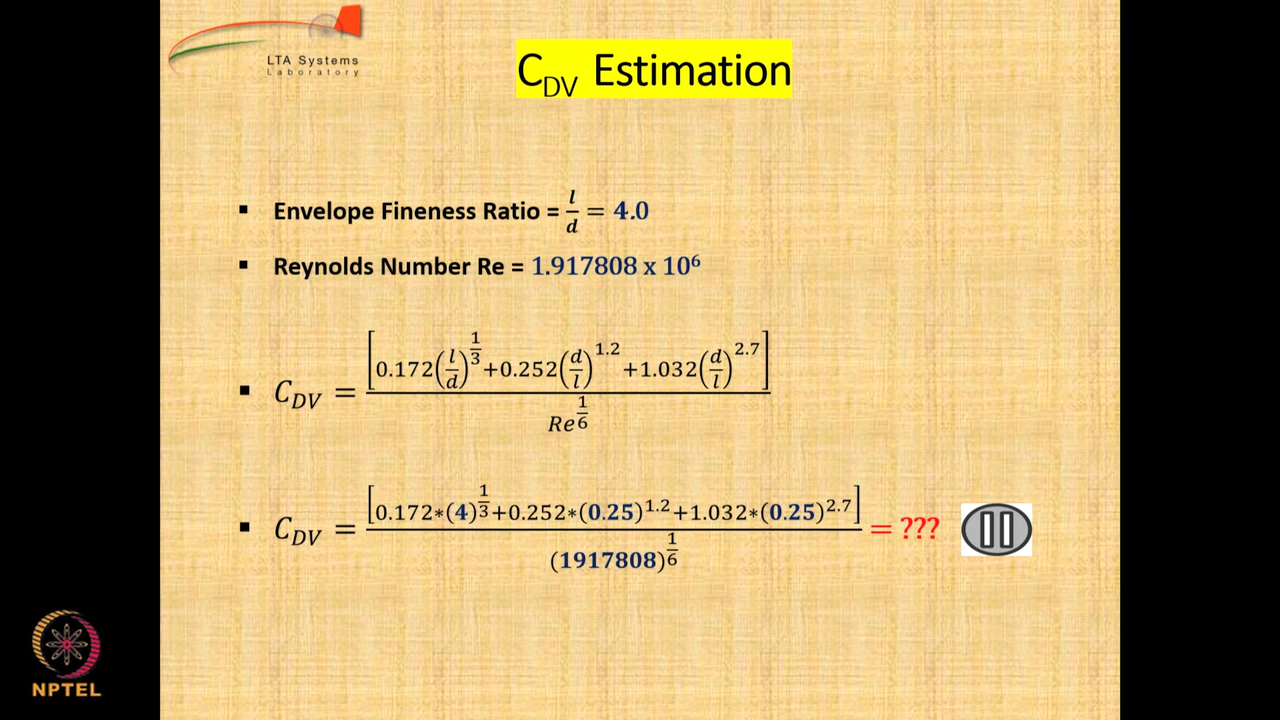 LTA Systems
Laboratory
C_DV Estimation
▪ Envelope Fineness Ratio = l/d = 4.0
▪ Reynolds Number Re = 1.917808 x 10⁶
▪ C_DV = [0.172(l/d)^(1/3)+0.252(d/l)^1.2+1.032(d/l)^2.7] / Re^(1/6)
▪ C_DV = [0.172*(4)^(1/3)+0.252*(0.25)^1.2+1.032*(0.25)^2.7] / (1917808)^(1/6) = ???
NPTEL